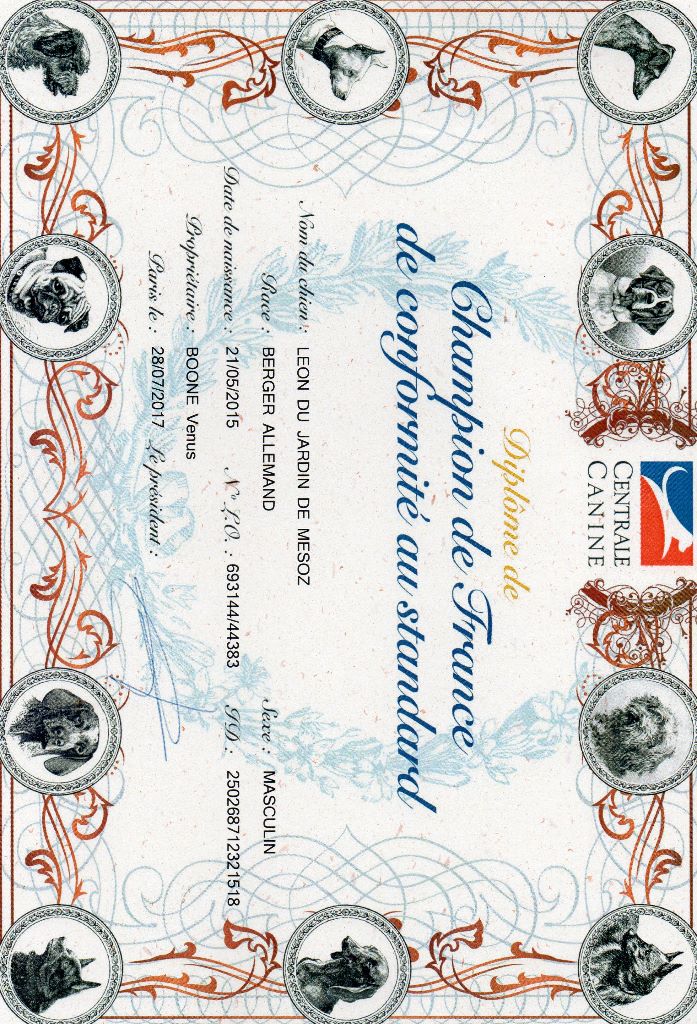 CENTRALE
CANINE
Diplôme de
Champion de France
de conformité au standard
Nom du chien : LEON DU JARDIN DE MESOZ
Race : BERGER ALLEMAND Sexe : MASCULIN
Date de naissance : 21/05/2015 N° L.O. : 693144/44383 I D : 250268712321518
Propriétaire : BOONE Venus
Paris le : 28/07/2017 Le président :